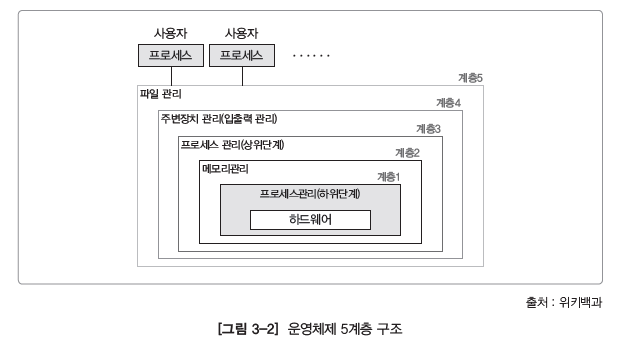 사용자 사용자
프로세스 프로세스 ······
계층5
파일 관리
계층4
주변장치 관리(입출력 관리)
계층3
프로세스 관리(상위단계)
계층2
메모리관리
계층1
프로세스관리(하위단계)
하드웨어
출처 : 위키백과
[그림 3-2] 운영체제 5계층 구조